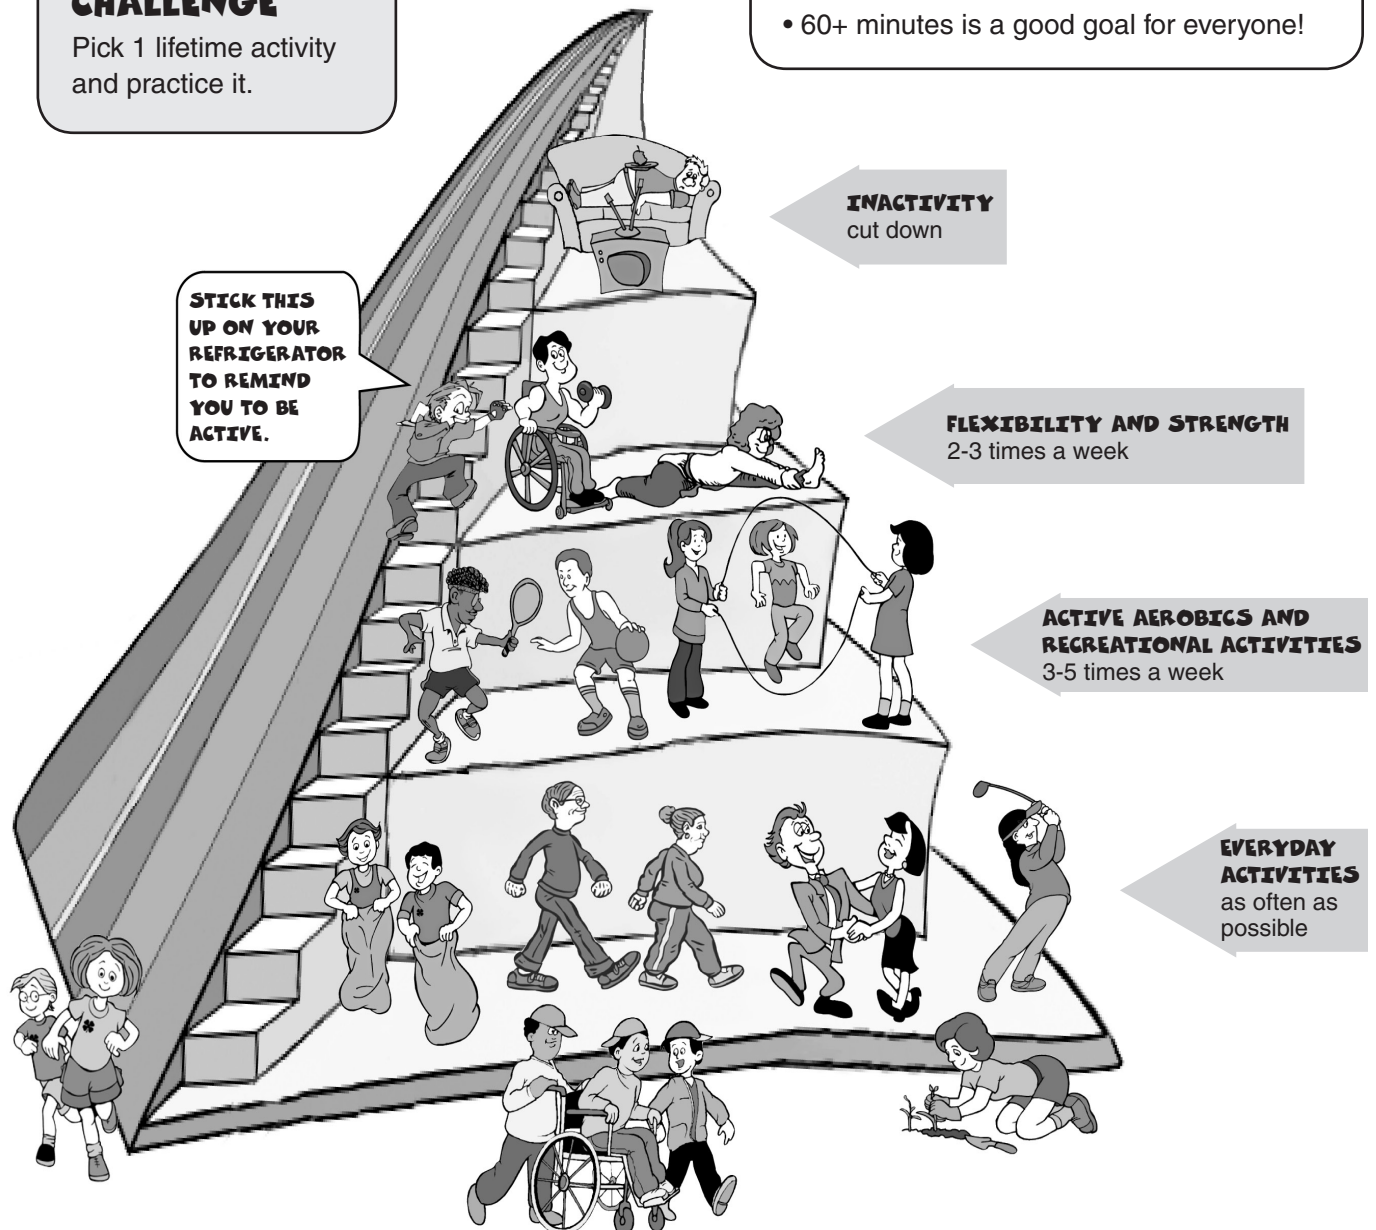 CHALLENGE
Pick 1 lifetime activity
and practice it.
• 60+ minutes is a good goal for everyone!
INACTIVITY
cut down
STICK THIS
UP ON YOUR
REFRIGERATOR
TO REMIND
YOU TO BE
ACTIVE.
FLEXIBILITY AND STRENGTH
2-3 times a week
ACTIVE AEROBICS AND
RECREATIONAL ACTIVITIES
3-5 times a week
EVERYDAY
ACTIVITIES
as often as
possible